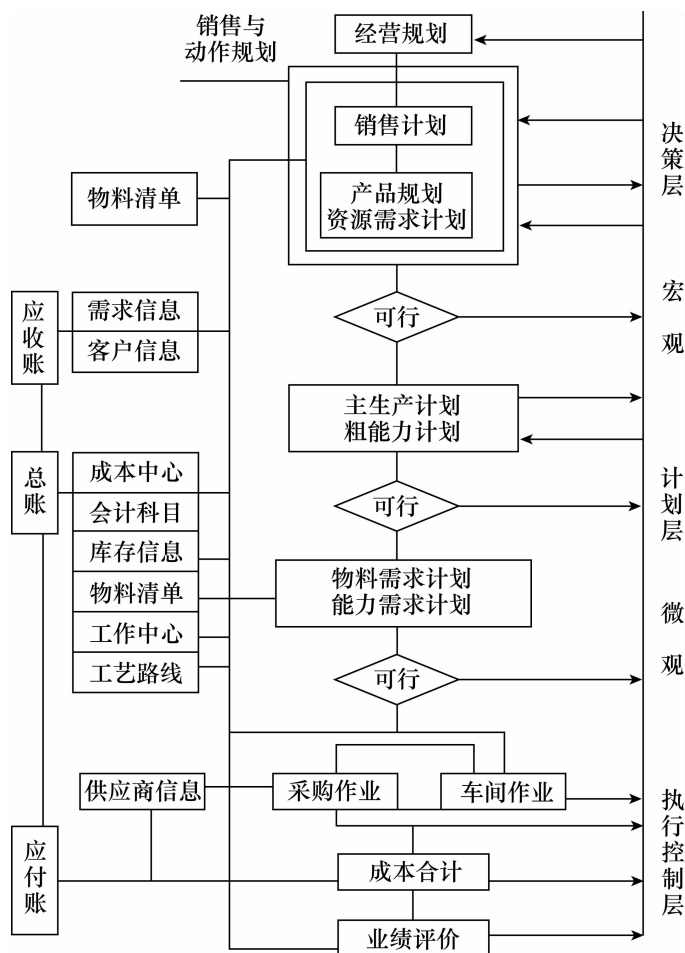 销售与
动作规划
经营规划
销售计划
产品规划
资源需求计划
物料清单
决策层
应收账
需求信息
客户信息
可行
宏观
主生产计划
粗能力计划
总账
成本中心
会计科目
库存信息
物料清单
工作中心
工艺路线
可行
计划层
物料需求计划
能力需求计划
微观
可行
供应商信息
采购作业
车间作业
执行控制层
应付账
成本合计
业绩评价